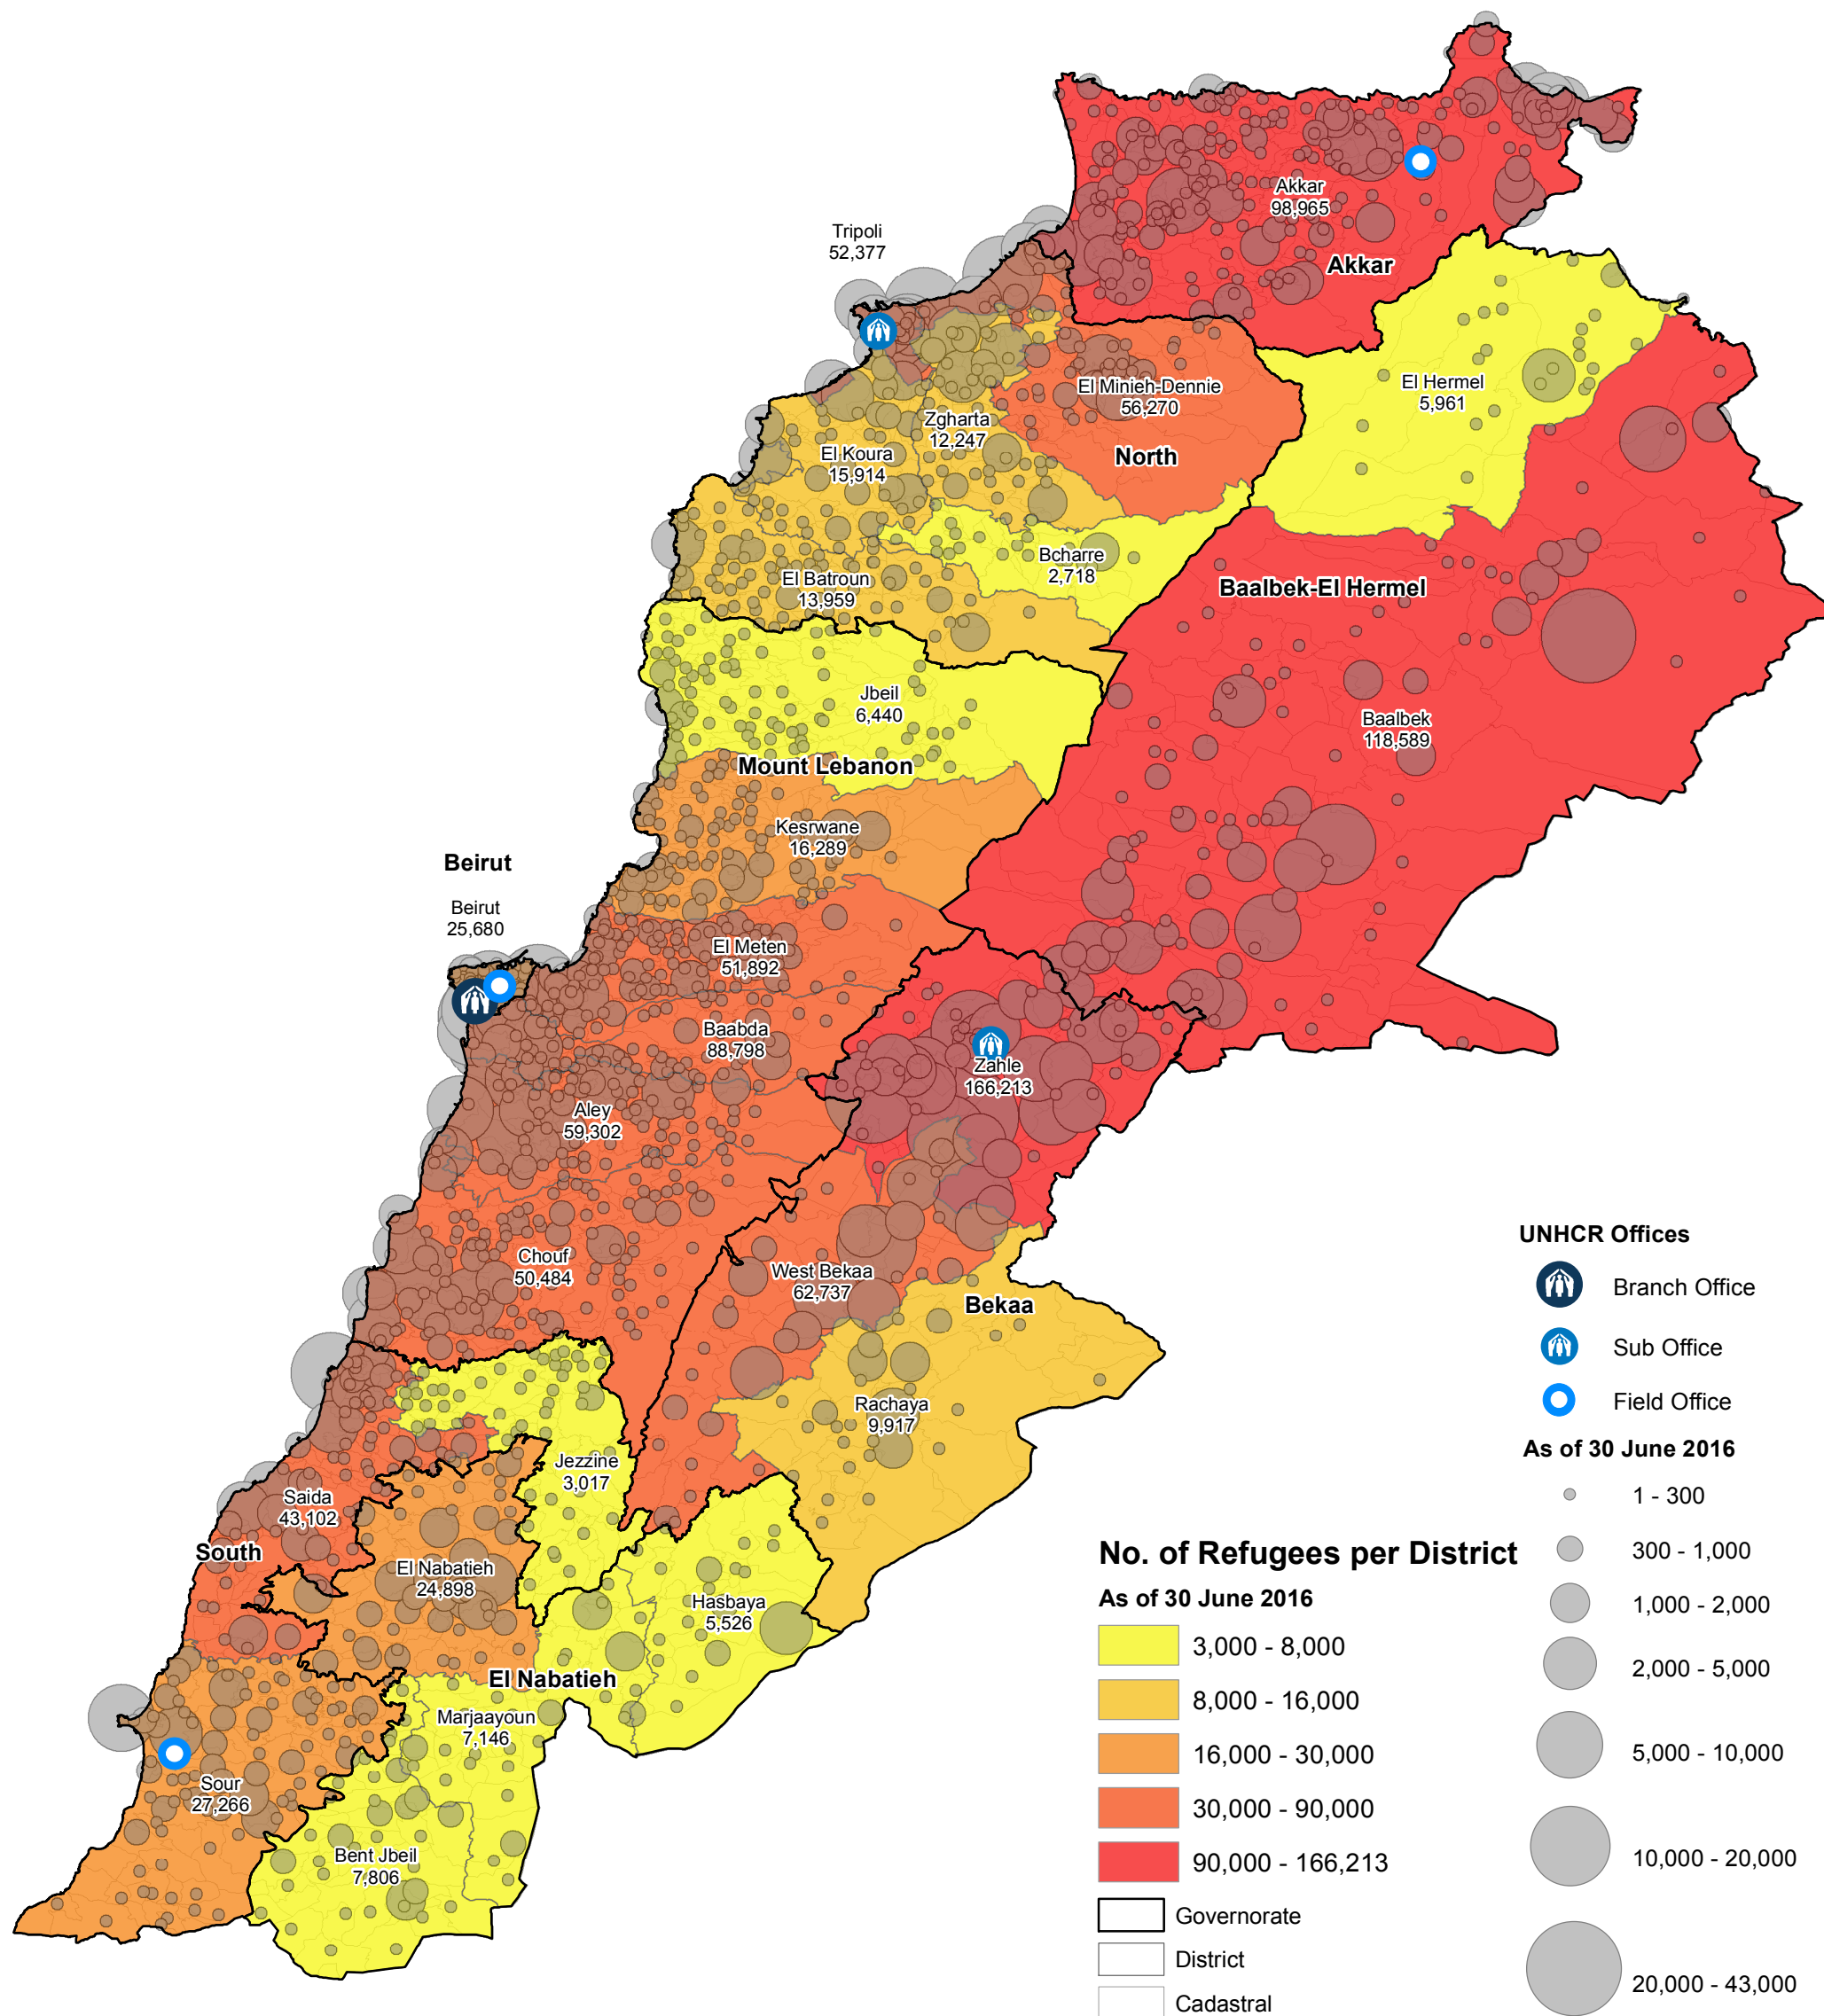 Akkar
98,965
Akkar
Tripoli
52,377
El Hermel
5,961
El Minieh-Dennie
56,270
Zgharta
12,247
El Koura
15,914
North
Bcharre
2,718
El Batroun
13,959
Baalbek-El Hermel
Jbeil
6,440
Baalbek
118,589
Mount Lebanon
Kesrwane
16,289
Beirut
Beirut
25,680
El Meten
51,892
Baabda
88,798
Zahle
166,213
Aley
59,302
Chouf
50,484
West Bekaa
62,737
Bekaa
Rachaya
9,917
Jezzine
3,017
Saida
43,102
South
El Nabatieh
24,898
Hasbaya
5,526
El Nabatieh
Marjaayoun
7,146
Sour
27,266
Bent Jbeil
7,806
UNHCR Offices
Branch Office
Sub Office
Field Office
As of 30 June 2016
1 - 300
300 - 1,000
1,000 - 2,000
2,000 - 5,000
5,000 - 10,000
10,000 - 20,000
20,000 - 43,000
No. of Refugees per District
As of 30 June 2016
3,000 - 8,000
8,000 - 16,000
16,000 - 30,000
30,000 - 90,000
90,000 - 166,213
Governorate
District
Cadastral